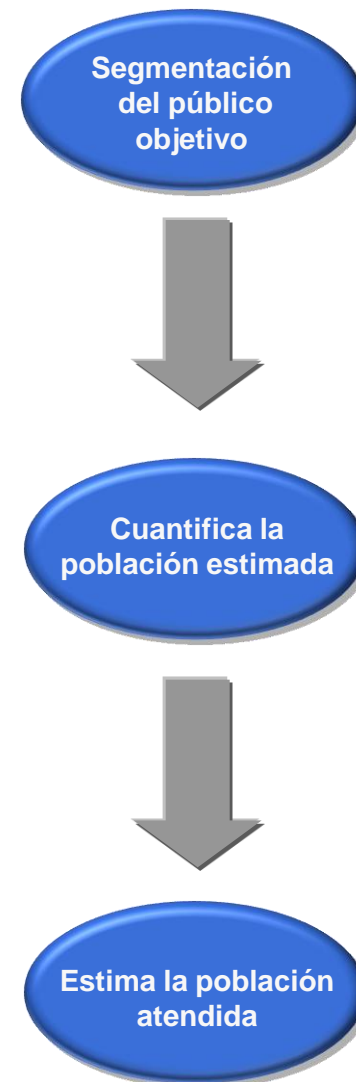 Segmentación
del público
objetivo
Cuantifica la
población estimada
Estima la población
atendida